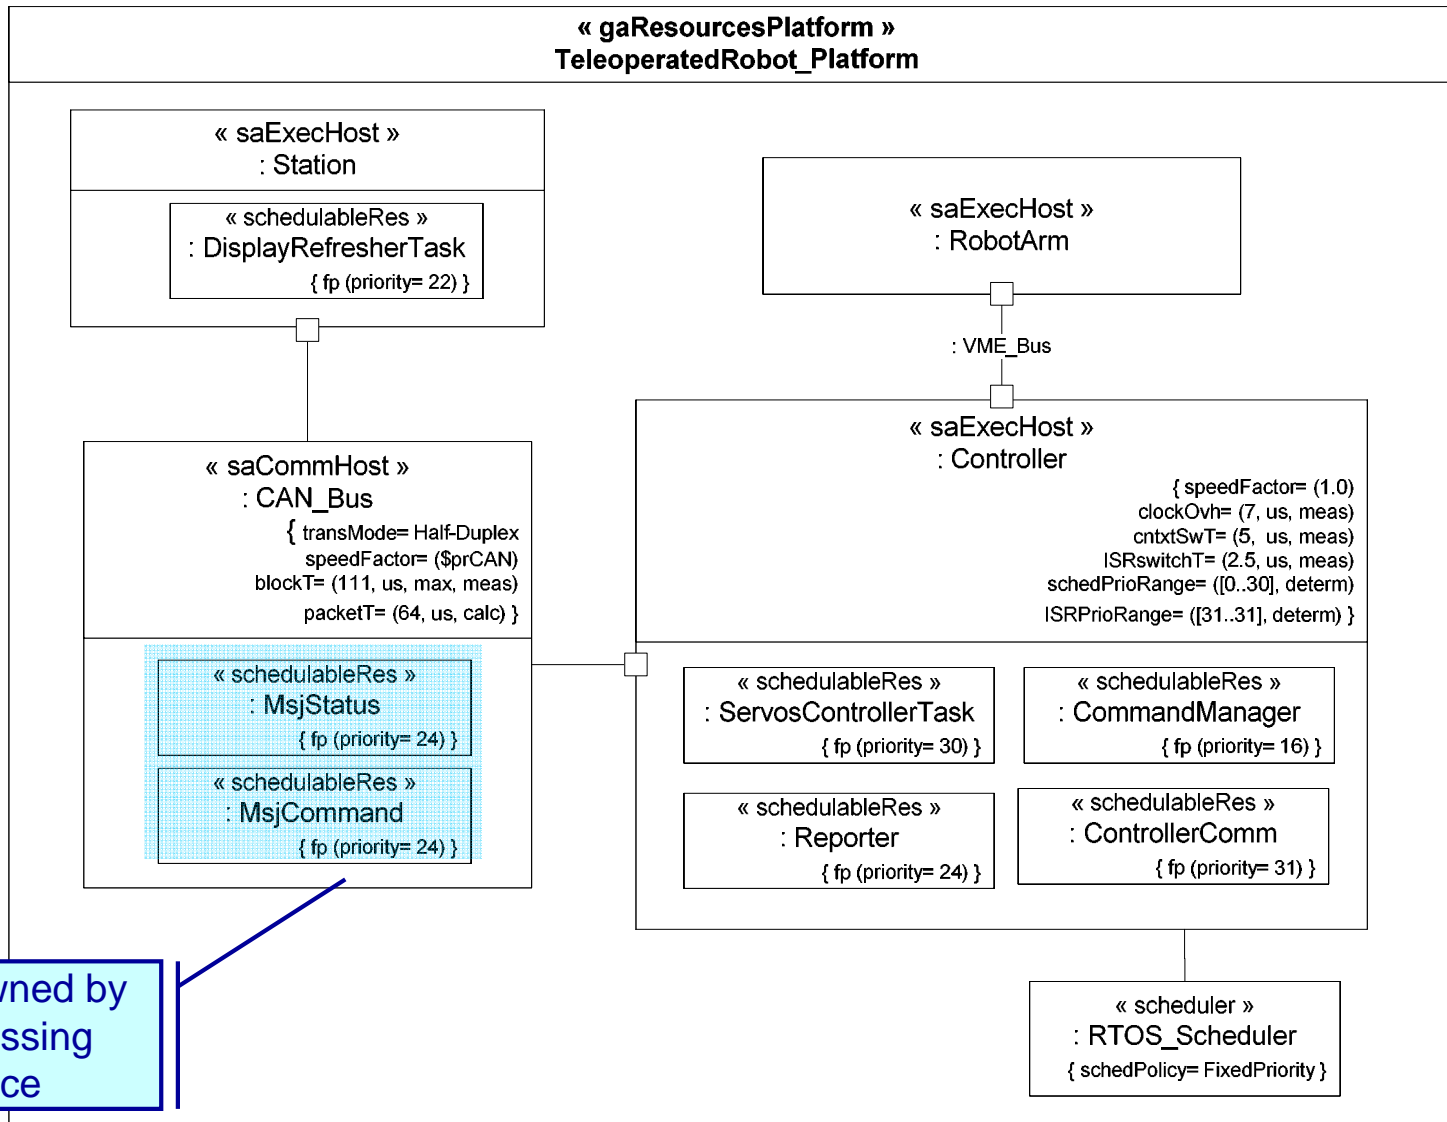 « gaResourcesPlatform »
TeleoperatedRobot_Platform
« saExecHost »
: Station
« schedulableRes »
: DisplayRefresherTask
{ fp (priority= 22) }
« saExecHost »
: RobotArm
: VME_Bus
« saCommHost »
: CAN_Bus
{ transMode= Half-Duplex
speedFactor= ($prCAN)
blockT= (111, us, max, meas)
packetT= (64, us, calc) }
« schedulableRes »
: MsjStatus
{ fp (priority= 24) }
« schedulableRes »
: MsjCommand
{ fp (priority= 24) }
« saExecHost »
: Controller
{ speedFactor= (1.0)
clockOvh= (7, us, meas)
cntxtSwT= (5, us, meas)
ISRswitchT= (2.5, us, meas)
schedPrioRange= ([0..30], determ)
ISRPrioRange= ([31..31], determ) }
« schedulableRes »
: ServosControllerTask
{ fp (priority= 30) }
« schedulableRes »
: CommandManager
{ fp (priority= 16) }
« schedulableRes »
: Reporter
{ fp (priority= 24) }
« schedulableRes »
: ControllerComm
{ fp (priority= 31) }
« scheduler »
: RTOS_Scheduler
{ schedPolicy= FixedPriority }
wned by
ssing
ce